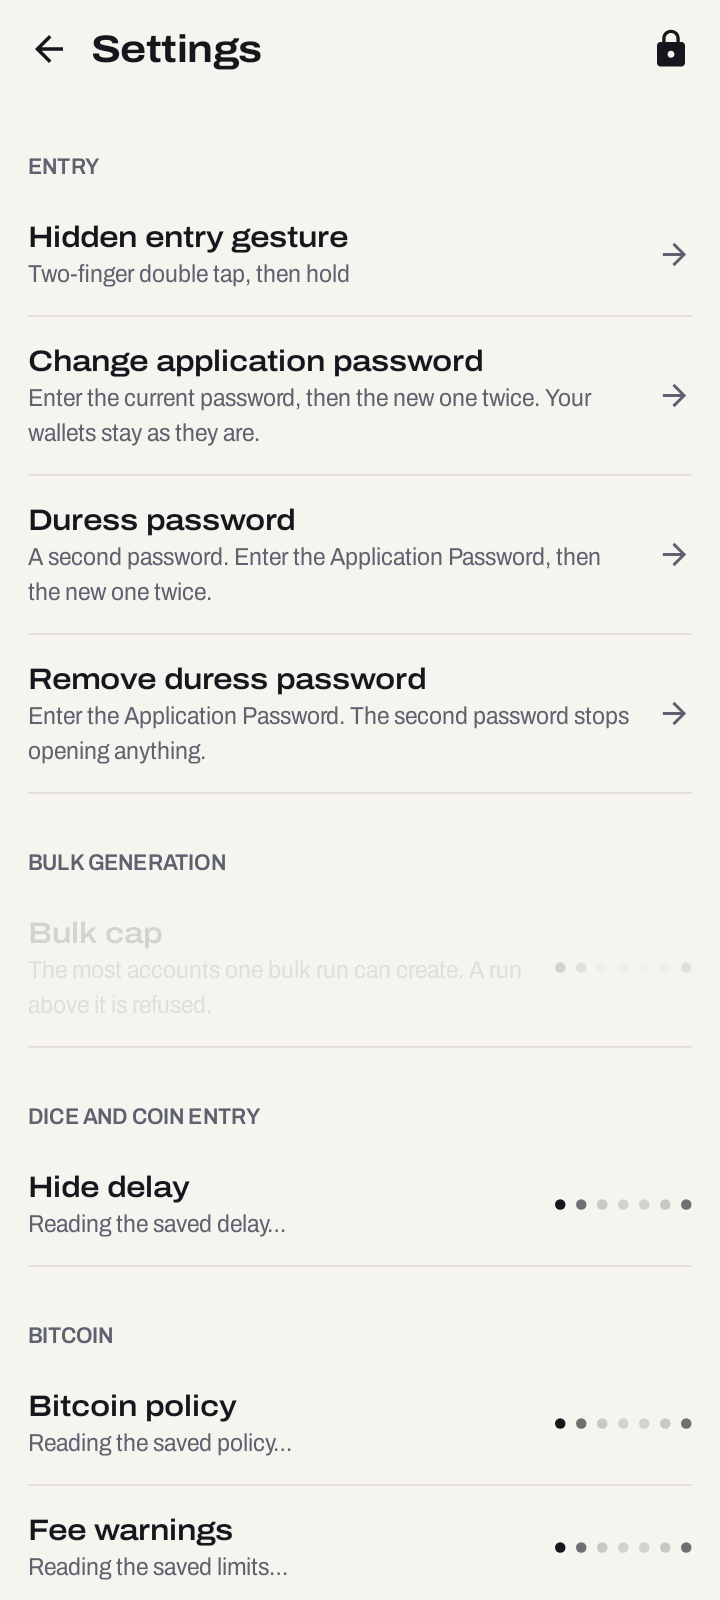 Settings
ENTRY
Hidden entry gesture
Two-finger double tap, then hold
Change application password
Enter the current password, then the new one twice. Your
wallets stay as they are.
Duress password
A second password. Enter the Application Password, then
the new one twice.
Remove duress password
Enter the Application Password. The second password stops
opening anything.
BULK GENERATION
Bulk cap
The most accounts one bulk run can create. A run
above it is refused.
DICE AND COIN ENTRY
Hide delay
Reading the saved delay...
BITCOIN
Bitcoin policy
Reading the saved policy...
Fee warnings
Reading the saved limits...